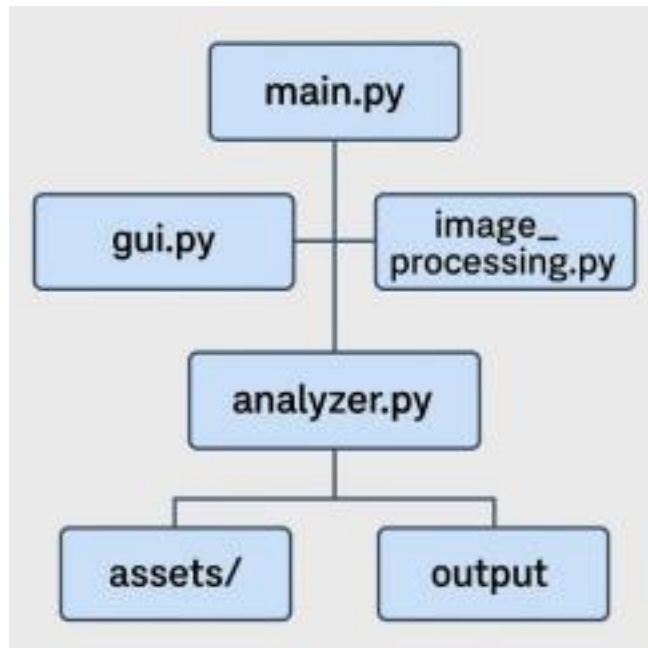 main.py
gui.py
image_
processing.py
analyzer.py
assets/
output